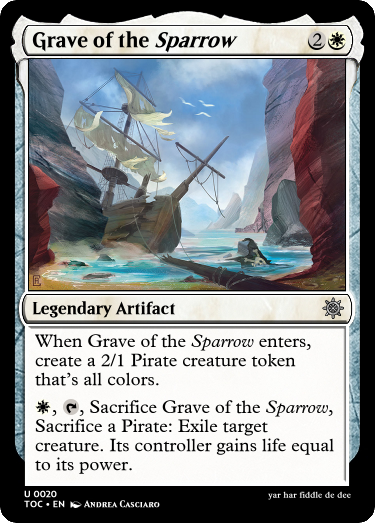 Grave of the Sparrow 2
Legendary Artifact
When Grave of the Sparrow enters,
create a 2/1 Pirate creature token
that's all colors.
, , Sacrifice Grave of the Sparrow,
Sacrifice a Pirate: Exile target
creature. Its controller gains life equal
to its power.
U 0020
TOC • EN Andrea Casciaro
yar har fiddle de dee